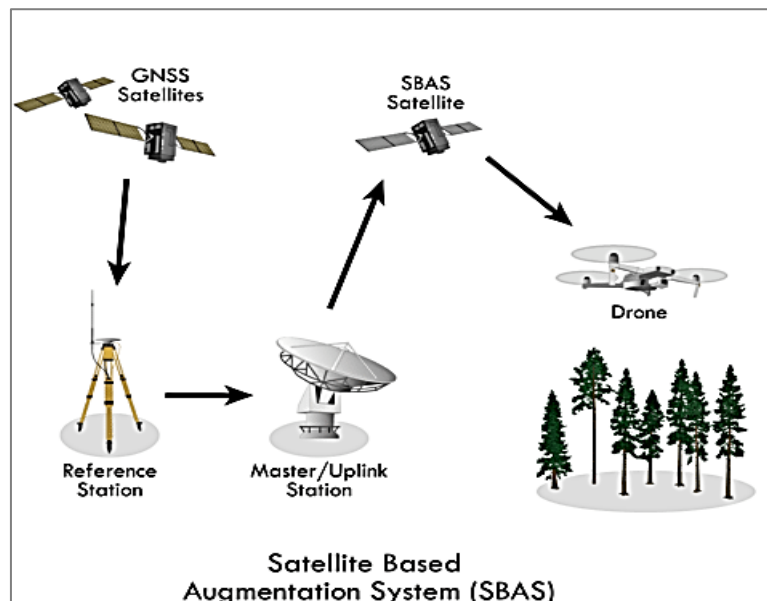 GNSS
Satellites
SBAS
Satellite
Drone
Reference
Station
Master/Uplink
Station
Satellite Based
Augmentation System (SBAS)